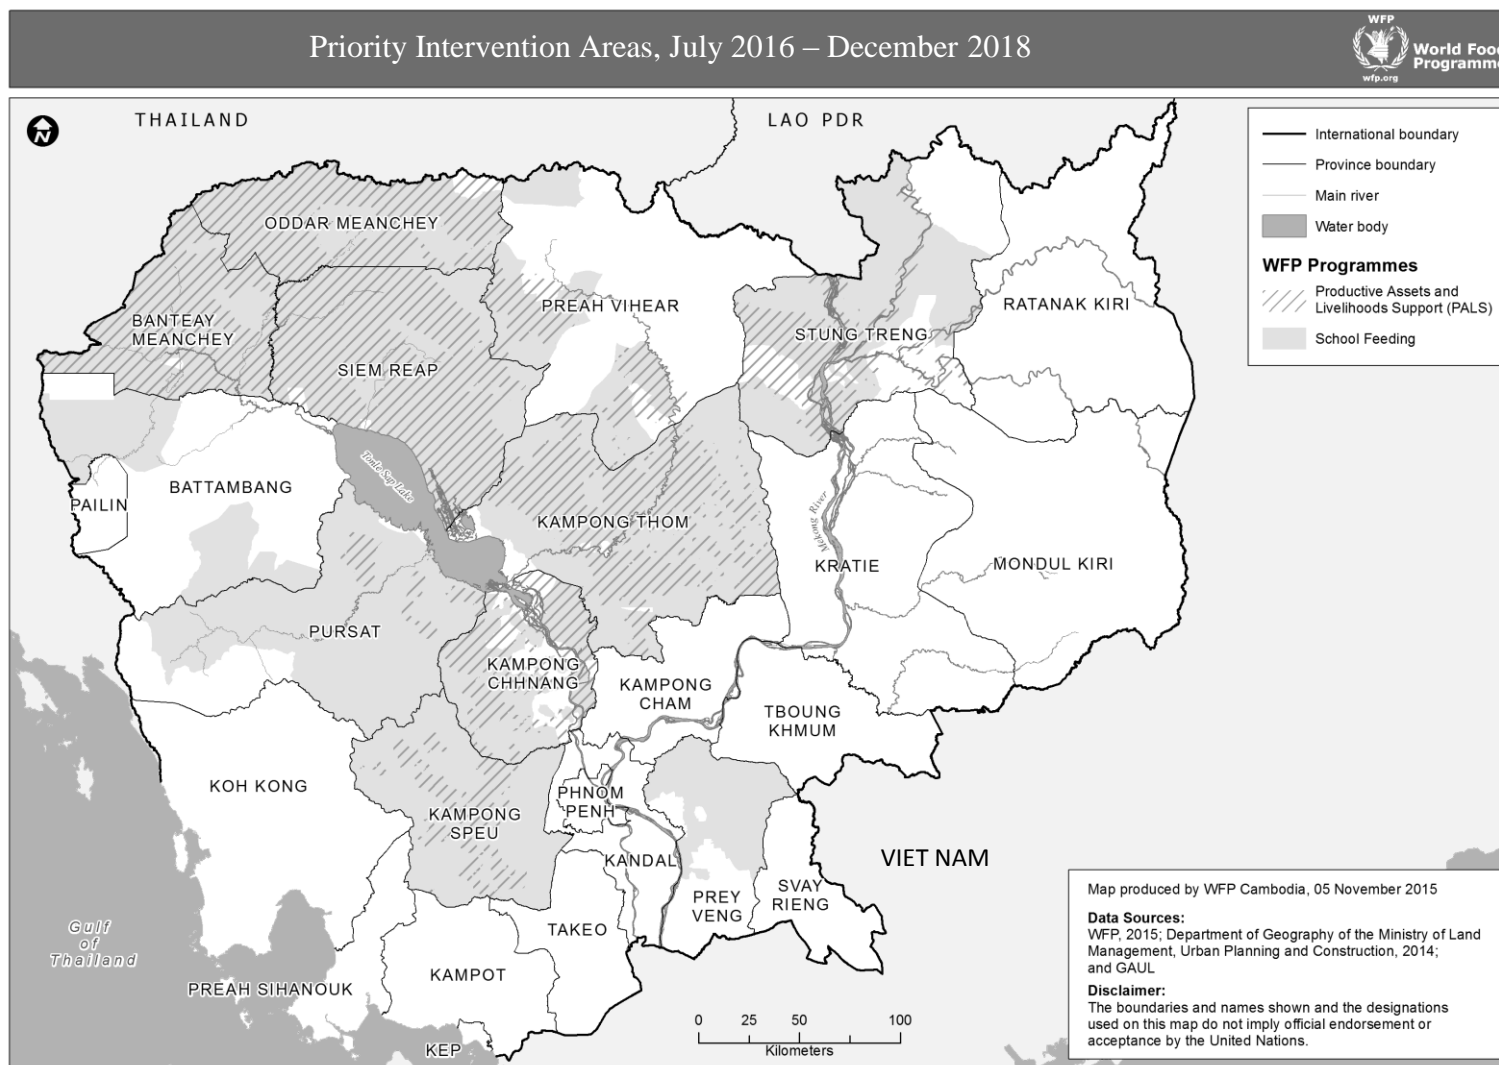 Priority Intervention Areas, July 2016 – December 2018
WFP
World Food
Programme
wfp.org
N
THAILAND
LAO PDR
International boundary
Province boundary
Main river
Water body
WFP Programmes
Productive Assets and
Livelihoods Support (PALS)
School Feeding
ODDAR MEANCHEY
BANTEAY
MEANCHEY
SIEM REAP
PREAH VIHEAR
STUNG TRENG
RATANAK KIRI
Tonle Sap Lake
PAILIN
BATTAMBANG
KAMPONG THOM
Mekong River
KRATIE
MONDUL KIRI
PURSAT
KAMPONG
CHHNANG
KAMPONG
CHAM
TBOUNG
KHMUM
KOH KONG
KAMPONG
SPEU
PHNOM
PENH
KANDAL
PREY
VENG
SVAY
RIENG
VIET NAM
TAKEO
KAMPOT
PREAH SIHANOUK
KEP
Gulf
of
Thailand
0 25 50 100
Kilometers
Map produced by WFP Cambodia, 05 November 2015
Data Sources:
WFP, 2015; Department of Geography of the Ministry of Land
Management, Urban Planning and Construction, 2014;
and GAUL
Disclaimer:
The boundaries and names shown and the designations
used on this map do not imply official endorsement or
acceptance by the United Nations.